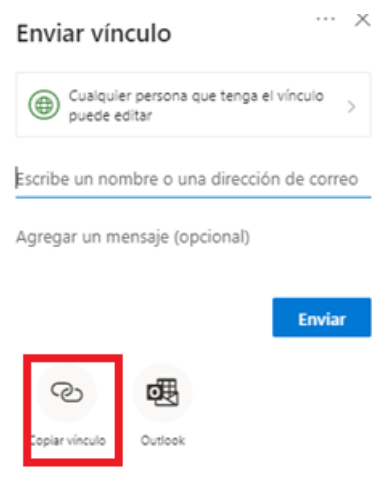 Enviar vínculo
Cualquier persona que tenga el vínculo
puede editar
Escribe un nombre o una dirección de correo
Agregar un mensaje (opcional)
Enviar
Copiar vínculo
Outlook